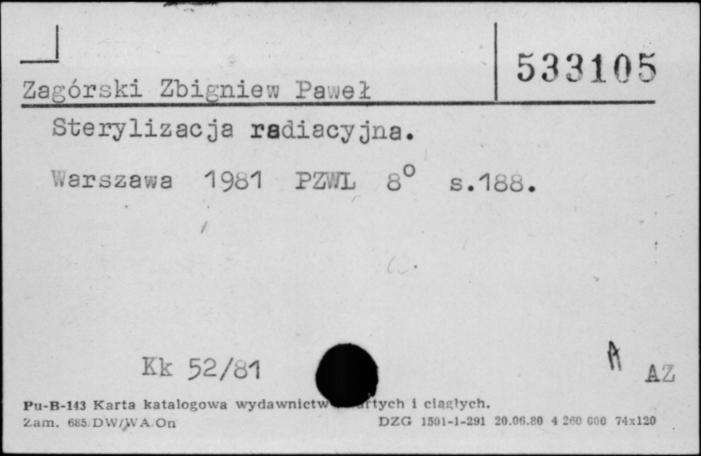 533105
Zagórski Zbigniew Paweł
Sterylizacja radiacyjna.
Warszawa 1981 PZWL 8° s.188.
Kk 52/81
AZ
Pu-B-143 Karta katalogowa wydawnictw i ciągłych.
Zam. 685/DW/WA.On DZG 1501-1-291 20.06.80 4 260 000 74x120